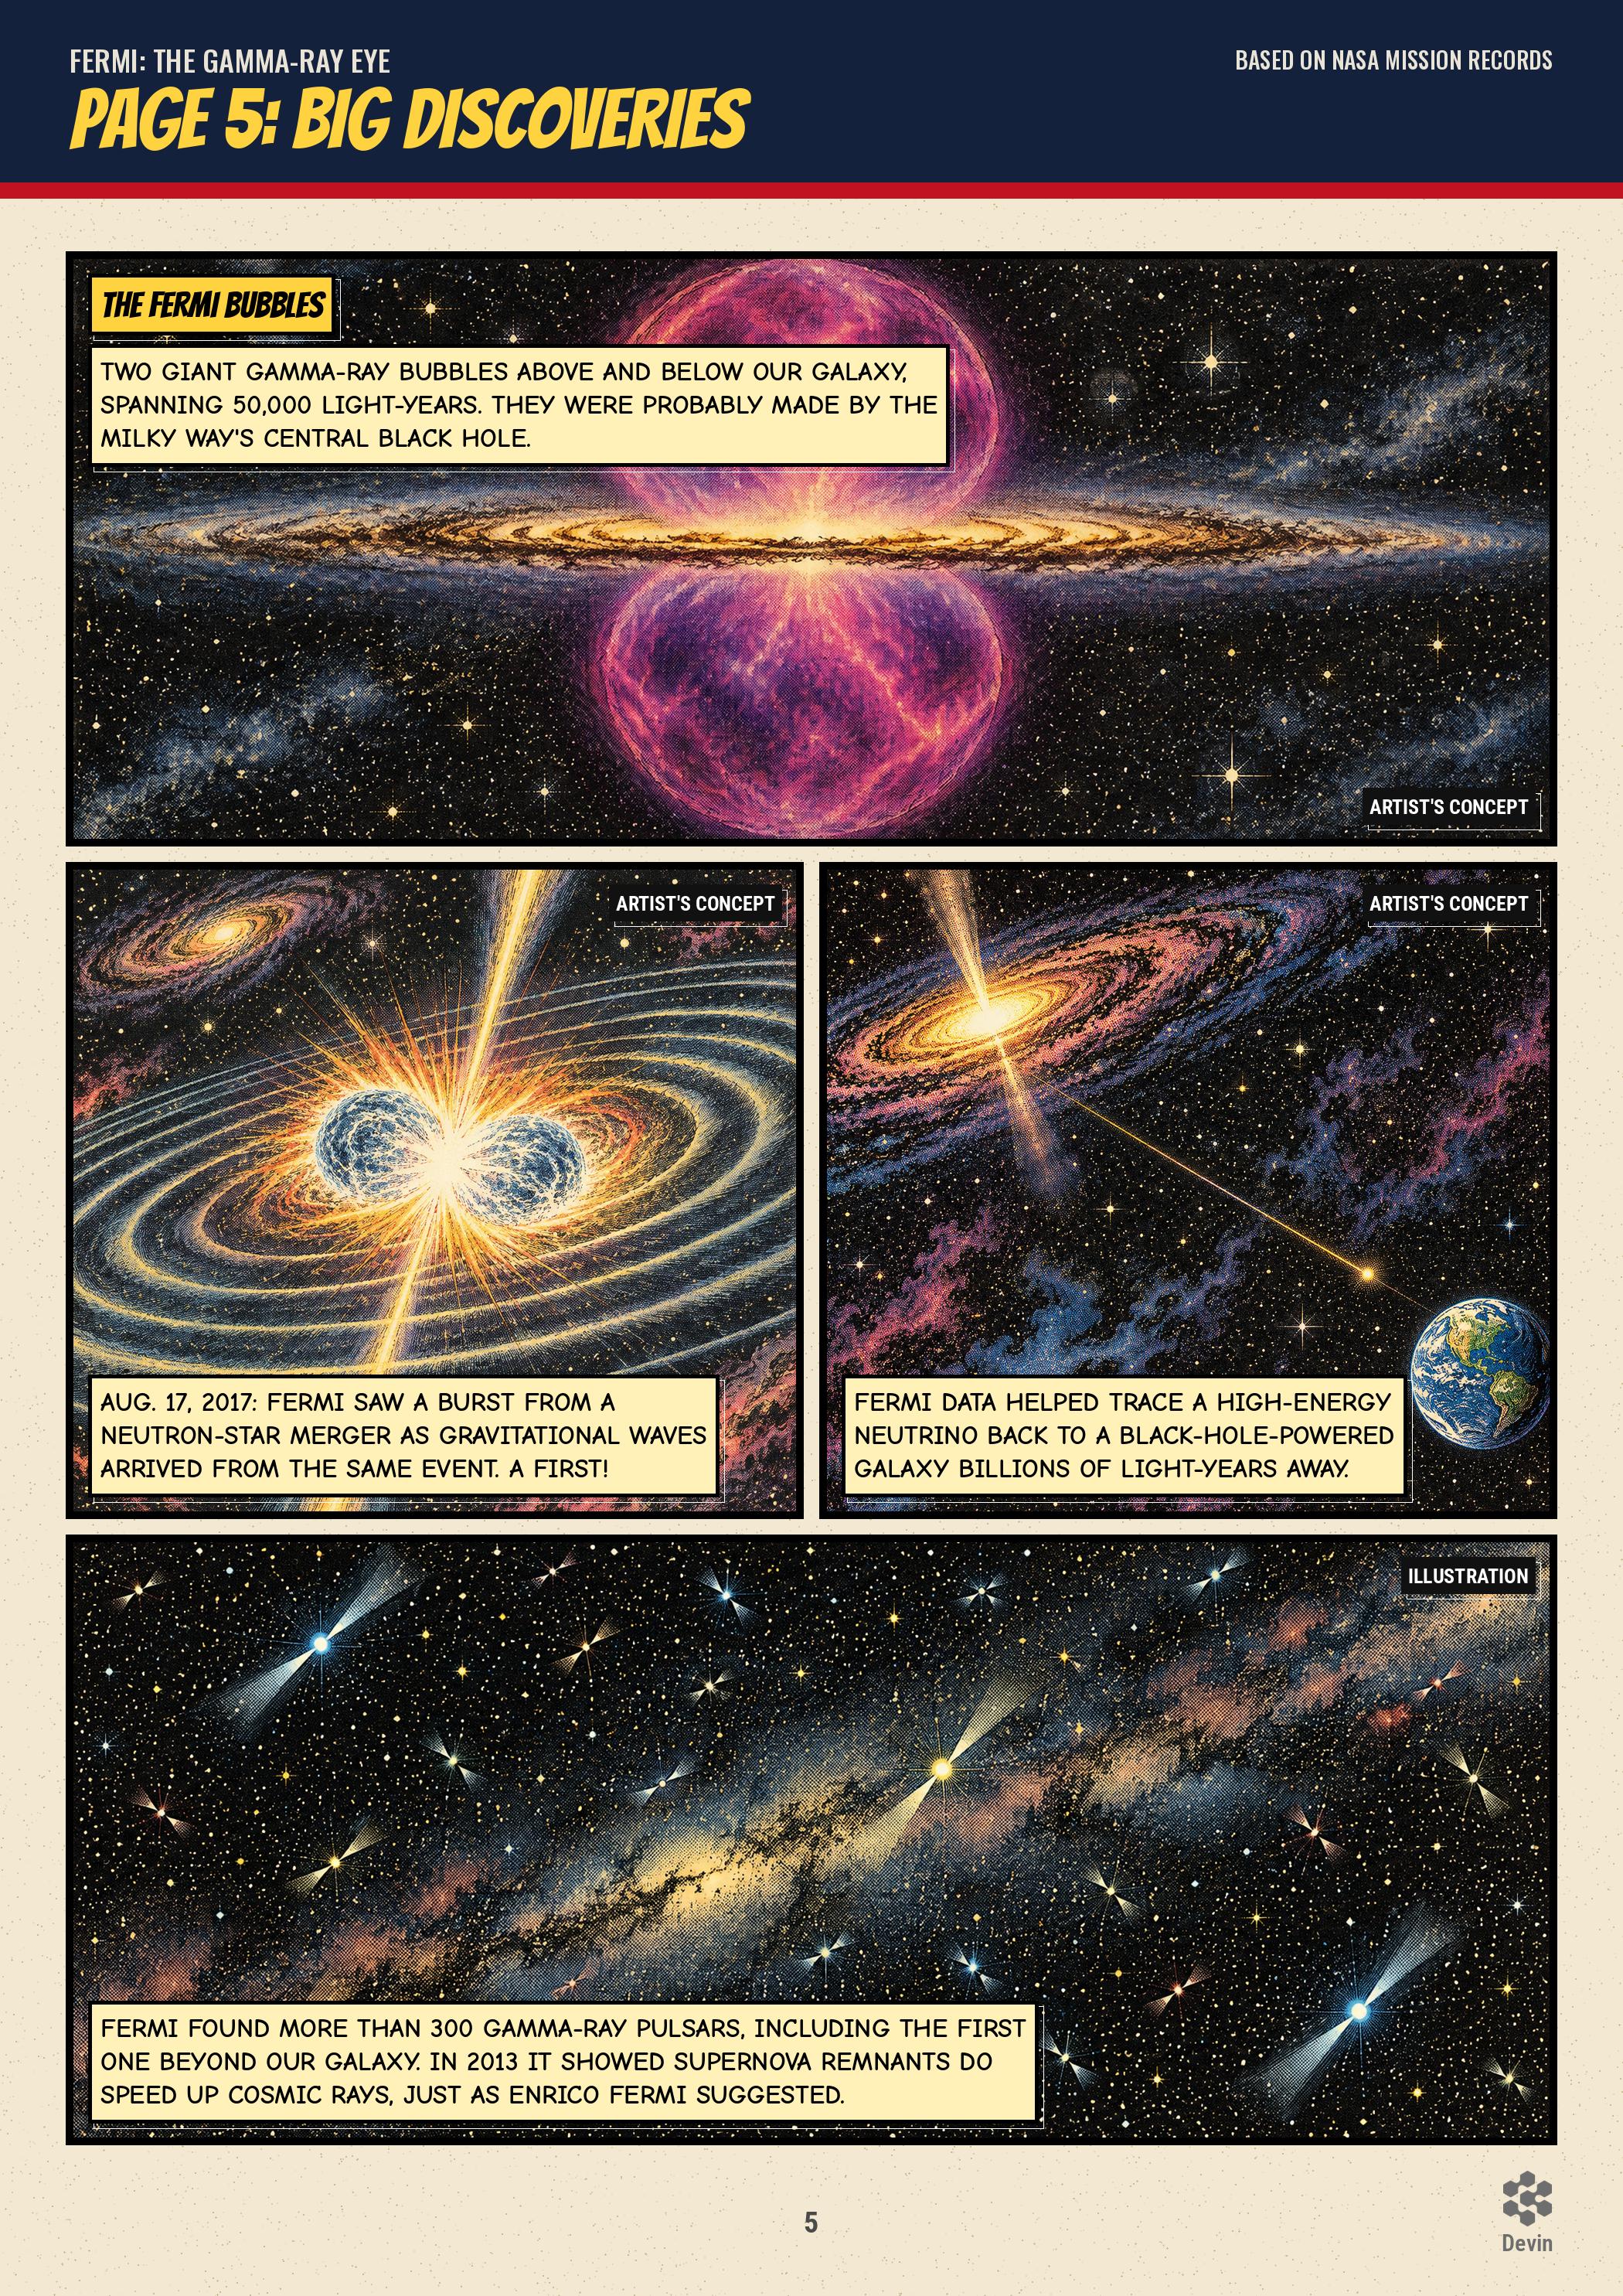 FERMI: THE GAMMA-RAY EYE
BASED ON NASA MISSION RECORDS
PAGE 5: BIG DISCOVERIES
THE FERMI BUBBLES
TWO GIANT GAMMA-RAY BUBBLES ABOVE AND BELOW OUR GALAXY,
SPANNING 50,000 LIGHT-YEARS. THEY WERE PROBABLY MADE BY THE
MILKY WAY'S CENTRAL BLACK HOLE.
ARTIST'S CONCEPT
ARTIST'S CONCEPT
AUG. 17, 2017: FERMI SAW A BURST FROM A
NEUTRON-STAR MERGER AS GRAVITATIONAL WAVES
ARRIVED FROM THE SAME EVENT. A FIRST!
ARTIST'S CONCEPT
FERMI DATA HELPED TRACE A HIGH-ENERGY
NEUTRINO BACK TO A BLACK-HOLE-POWERED
GALAXY BILLIONS OF LIGHT-YEARS AWAY.
ILLUSTRATION
FERMI FOUND MORE THAN 300 GAMMA-RAY PULSARS, INCLUDING THE FIRST
ONE BEYOND OUR GALAXY. IN 2013 IT SHOWED SUPERNOVA REMNANTS DO
SPEED UP COSMIC RAYS, JUST AS ENRICO FERMI SUGGESTED.
5
Devin